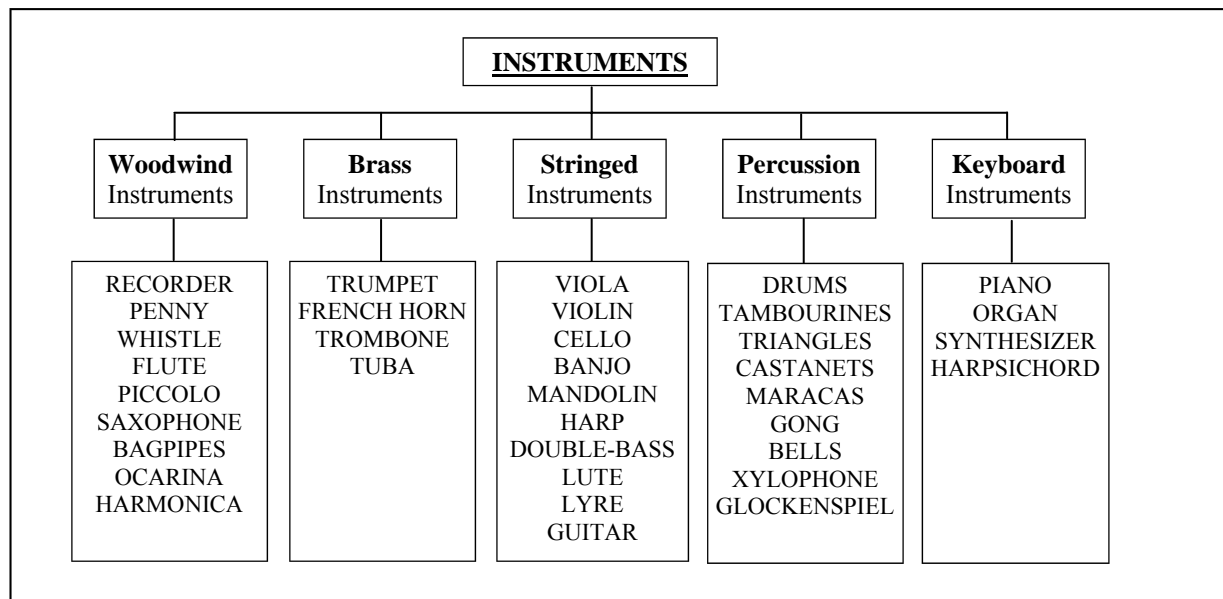 INSTRUMENTS
Woodwind
Instruments
Brass
Instruments
Stringed
Instruments
Percussion
Instruments
Keyboard
Instruments
RECORDER
PENNY
WHISTLE
FLUTE
PICCOLO
SAXOPHONE
BAGPIPES
OCARINA
HARMONICA
TRUMPET
FRENCH HORN
TROMBONE
TUBA
VIOLA
VIOLIN
CELLO
BANJO
MANDOLIN
HARP
DOUBLE-BASS
LUTE
LYRE
GUITAR
DRUMS
TAMBOURINES
TRIANGLES
CASTANETS
MARACAS
GONG
BELLS
XYLOPHONE
GLOCKENSPIEL
PIANO
ORGAN
SYNTHESIZER
HARPSICHORD